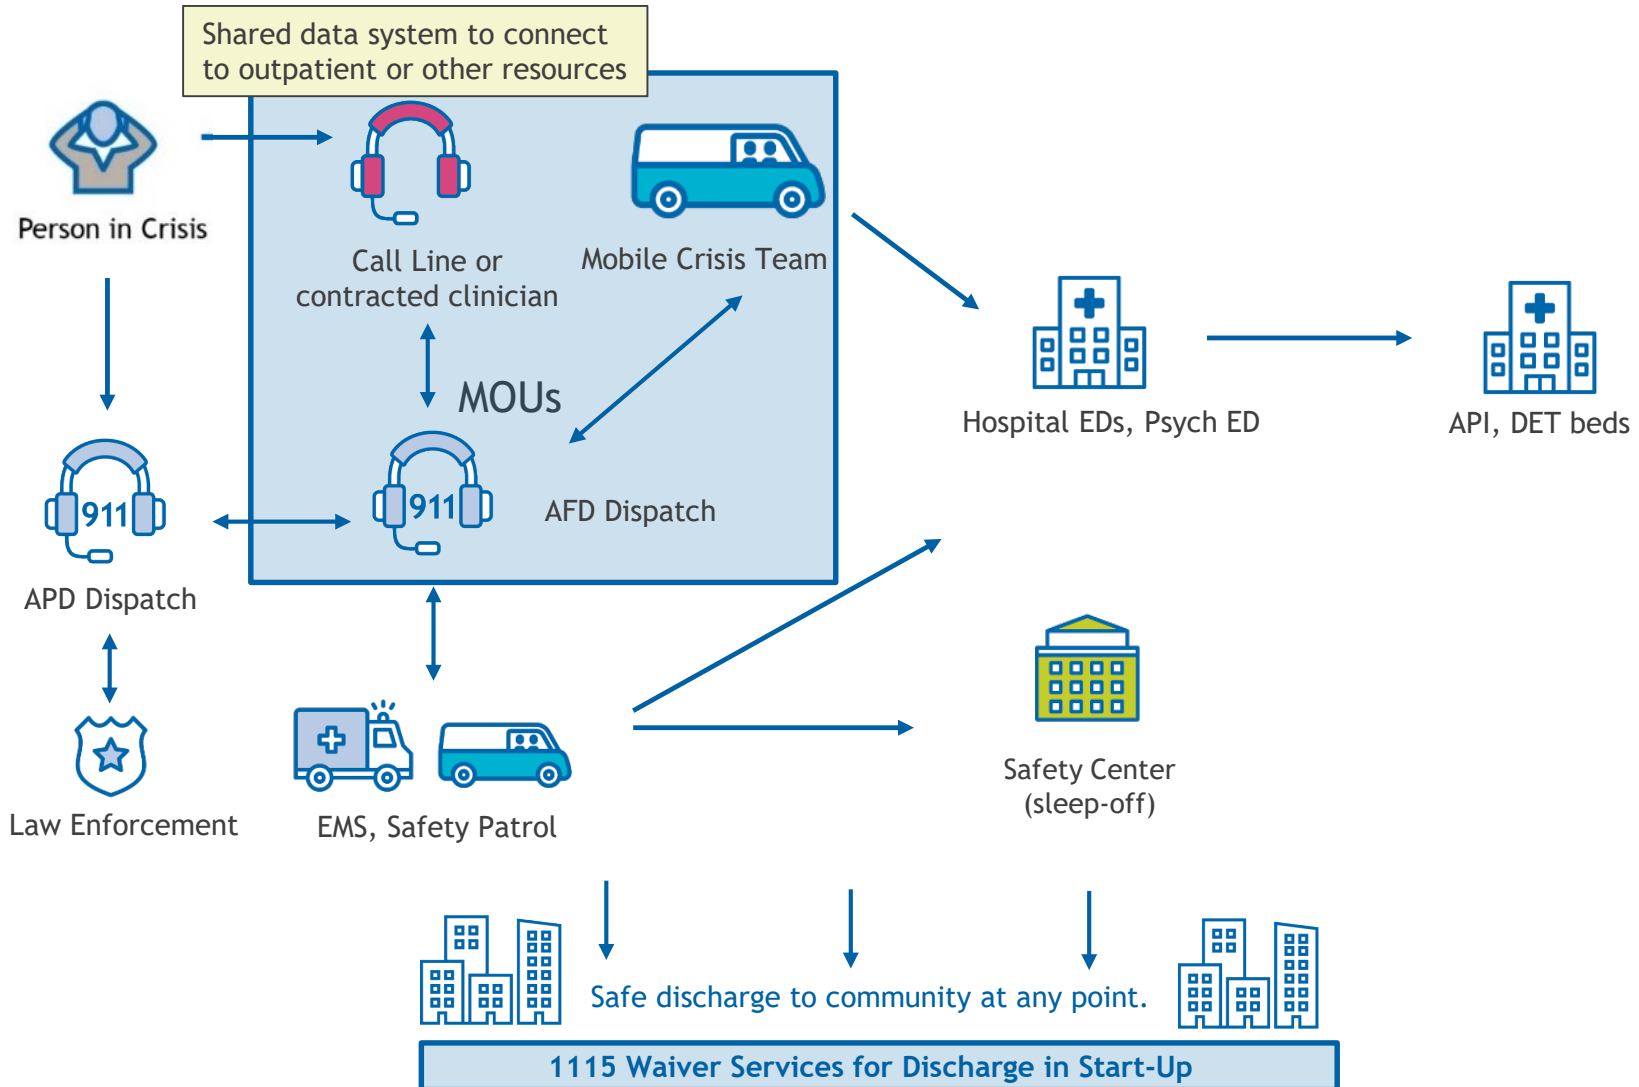 Shared data system to connect
to outpatient or other resources
Person in Crisis
Call Line or
contracted clinician
Mobile Crisis Team
MOUs
Hospital EDs, Psych ED
API, DET beds
911
911
AFD Dispatch
APD Dispatch
Law Enforcement
EMS, Safety Patrol
Safety Center
(sleep-off)
Safe discharge to community at any point.
1115 Waiver Services for Discharge in Start-Up